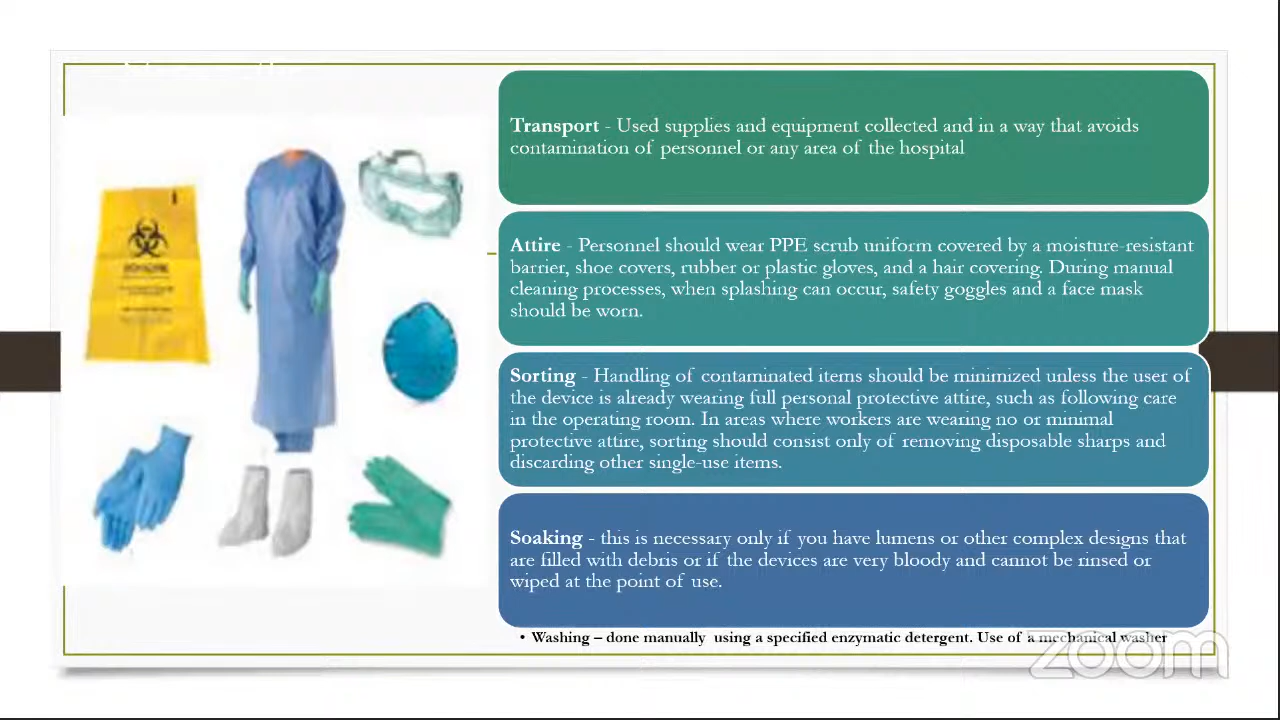 Transport - Used supplies and equipment collected and in a way that avoids
contamination of personnel or any area of the hospital
Attire - Personnel should wear PPE scrub uniform covered by a moisture-resistant
barrier, shoe covers, rubber or plastic gloves, and a hair covering. During manual
cleaning processes, when splashing can occur, safety goggles and a face mask
should be worn.
Sorting - Handling of contaminated items should be minimized unless the user of
the device is already wearing full personal protective attire, such as following care
in the operating room. In areas where workers are wearing no or minimal
protective attire, sorting should consist only of removing disposable sharps and
discarding other single-use items.
Soaking - this is necessary only if you have lumens or other complex designs that
are filled with debris or if the devices are very bloody and cannot be rinsed or
wiped at the point of use.
• Washing – done manually using a specified enzymatic detergent. Use of a mechanical washer
zoom